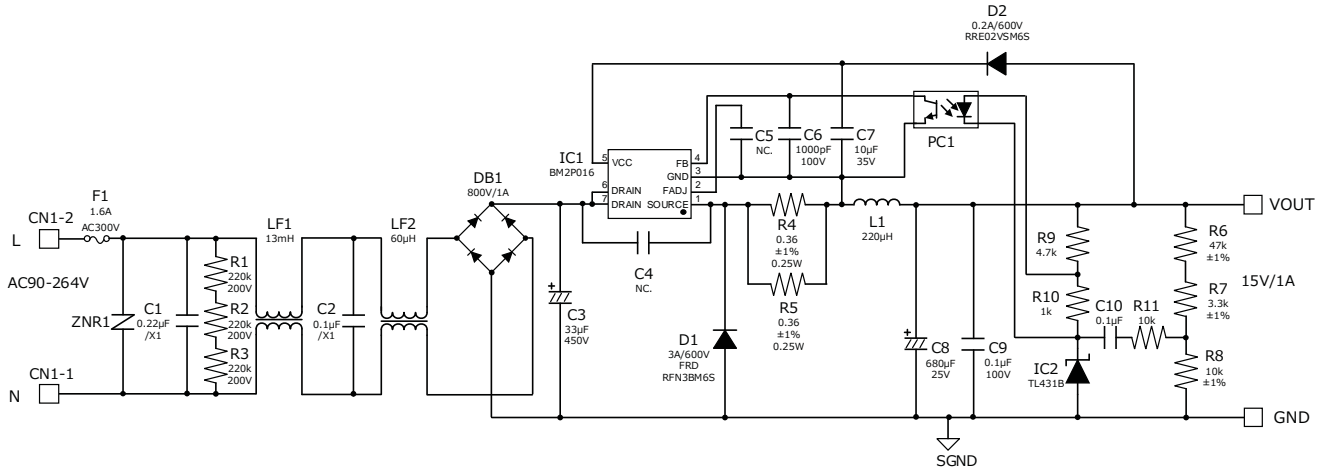 D2
0.2A/600V
RRE02VSM6S
PC1
C5
NC.
C6
1000pF
100V
C7
10µF
35V
IC1
BM2P016
5
VCC
6
DRAIN
7
DRAIN
FB
4
GND
3
FADJ
2
SOURCE
1
F1
1.6A
AC300V
CN1-2
L
AC90-264V
CN1-1
N
ZNR1
C1
0.22µF
/X1
R1
220k
200V
R2
220k
200V
R3
220k
200V
LF1
13mH
C2
0.1µF
/X1
LF2
60µH
DB1
800V/1A
+
C3
33µF
450V
C4
NC.
D1
3A/600V
FRD
RFN3BM6S
R4
0.36
±1%
0.25W
R5
0.36
±1%
0.25W
L1
220µH
+
C8
680µF
25V
C9
0.1µF
100V
R9
4.7k
R10
1k
C10
0.1µF
R11
10k
IC2
TL431B
R6
47k
±1%
R7
3.3k
±1%
R8
10k
±1%
VOUT
15V/1A
GND
SGND